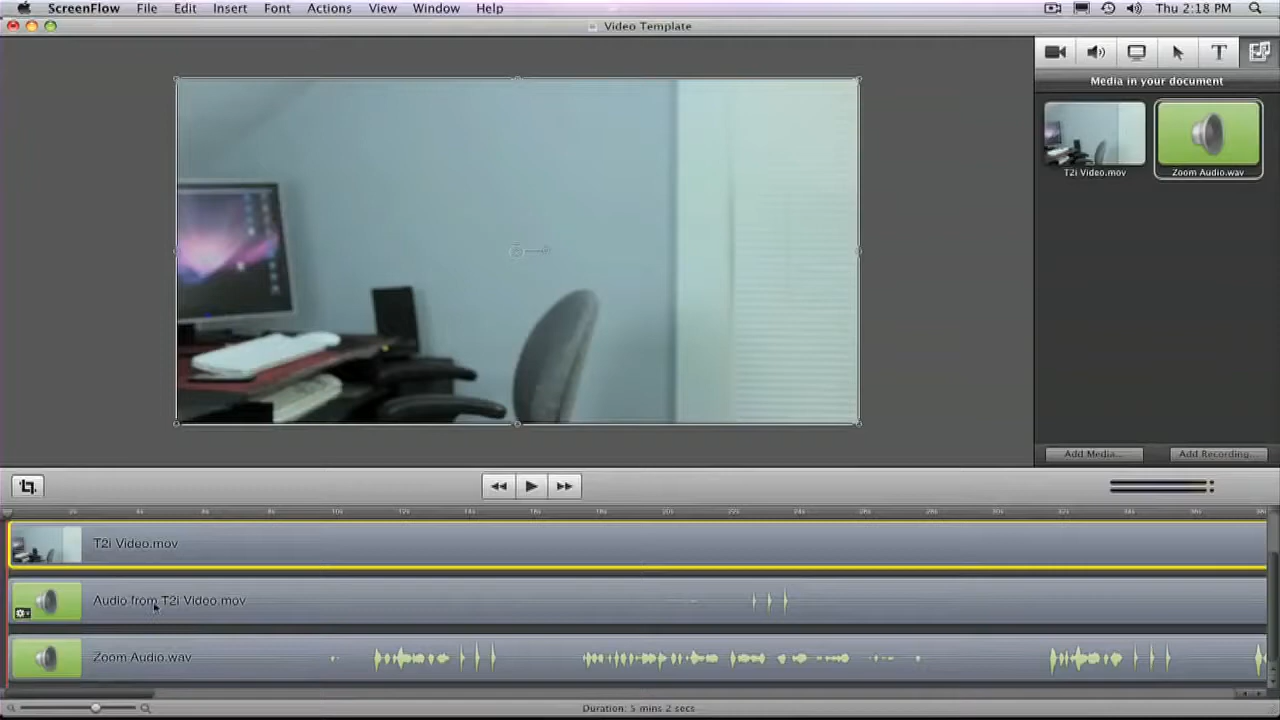 ScreenFlow File Edit Insert Font Actions View Window Help Thu 2:18 PM
Video Template
Media in your document
T2i Video.mov Zoom Audio.wav
Add Media... Add Recording...
T2i Video.mov
Audio from T2i Video mov
Zoom Audio.wav
Duration: 5 mins 2 secs